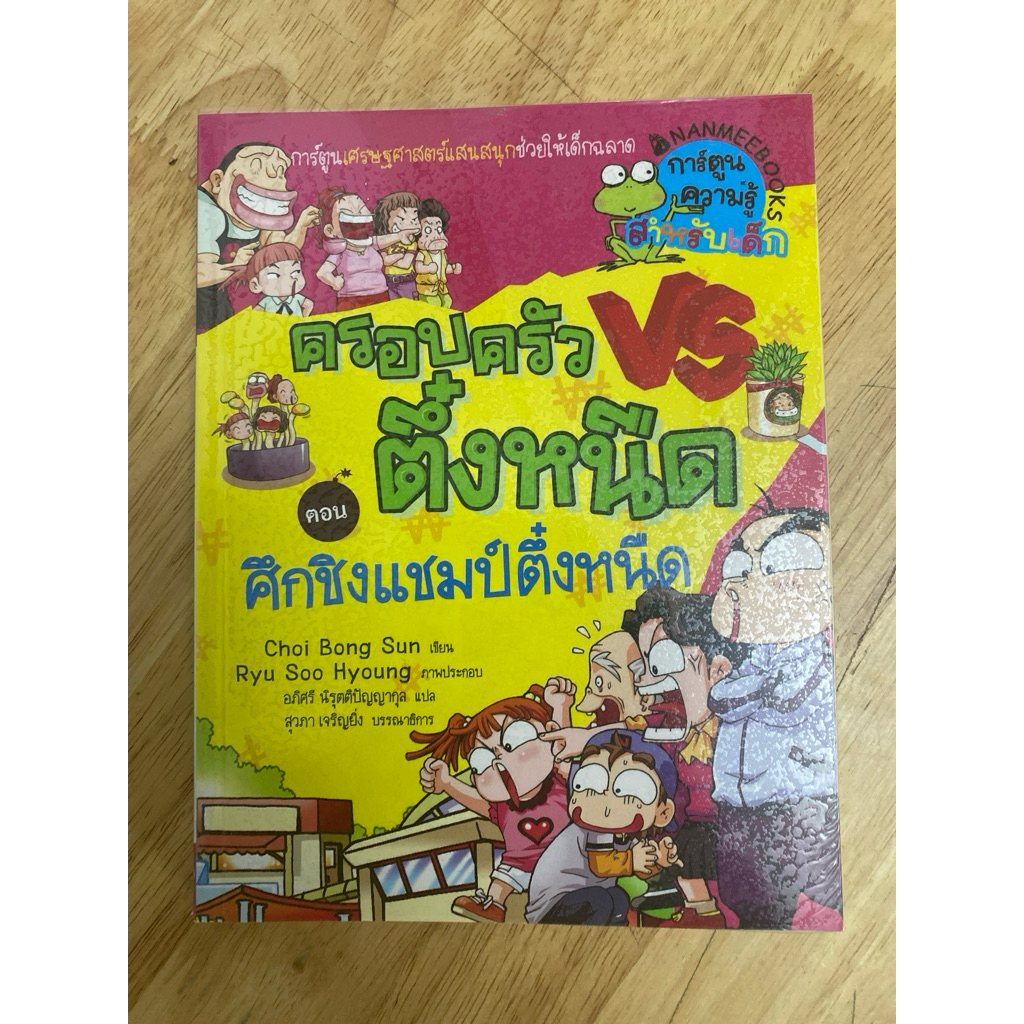 การ์ตูนเศรษฐศาสตร์แสนสนุกช่วยให้เด็กฉลาด
NANMEEBOOKS
การ์ตูน
ความรู้
สำหรับเด็ก
ครอบครัว VS
ตึ๋งหนืด
ตอน
ศึกชิงแชมป์ตึ๋งหนืด
Choi Bong Sun เขียน
Ryu Soo Hyoung ภาพประกอบ
อภิศรี นิรุตติปัญญากุล แปล
สุวภา เจริญยิ่ง บรรณาธิการ